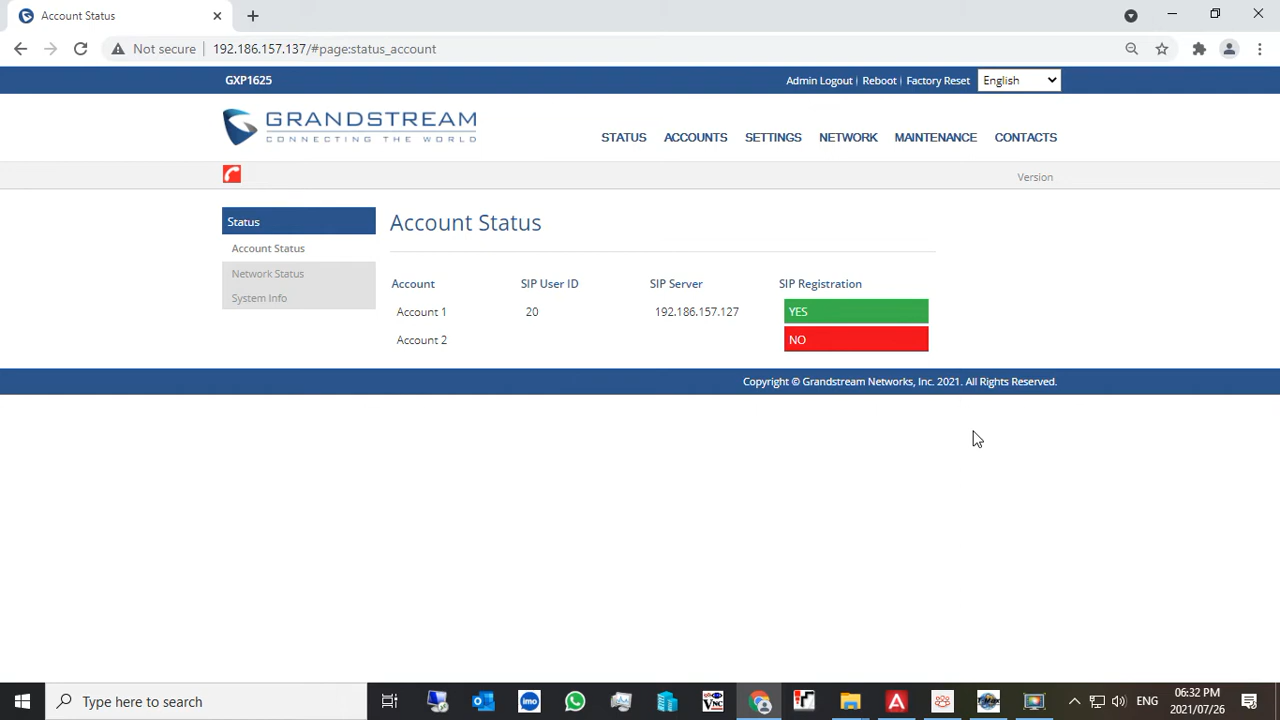 Account Status
Not secure
192.186.157.137/#page:status_account
GXP1625
Admin Logout | Reboot | Factory Reset
English
GRANDSTREAM
CONNECTING THE WORLD
STATUS ACCOUNTS SETTINGS NETWORK MAINTENANCE CONTACTS
Version
Status
Account Status
Network Status
System Info
Account Status
Account SIP User ID SIP Server SIP Registration
Account 1 20 192.186.157.127 YES
Account 2 NO
Copyright © Grandstream Networks, Inc. 2021. All Rights Reserved.
Type here to search
imo
VNC
ENG
06:32 PM
2021/07/26